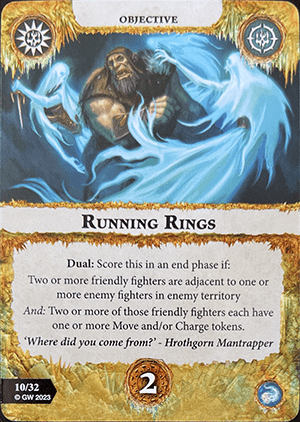 OBJECTIVE
RUNNING RINGS
Dual: Score this in an end phase if:
Two or more friendly fighters are adjacent to one or
more enemy fighters in enemy territory
And: Two or more of those friendly fighters each have
one or more Move and/or Charge tokens.
'Where did you come from?' - Hrothgorn Mantrapper
10/32
© GW 2023
2